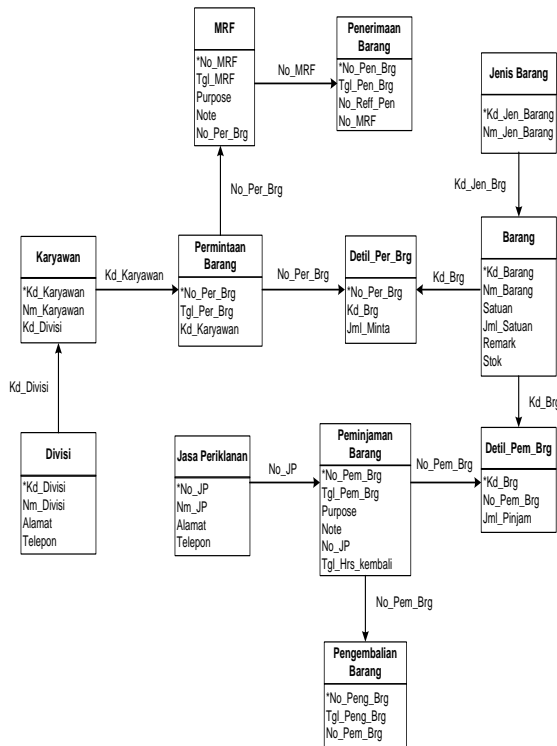 MRF
*No_MRF
Tgl_MRF
Purpose
Note
No_Per_Brg
No_MRF
Penerimaan
Barang
*No_Pen_Brg
Tgl_Pen_Brg
No_Reff_Pen
No_MRF
Jenis Barang
*Kd_Jen_Barang
Nm_Jen_Barang
No_Per_Brg
Kd_Jen_Brg
Karyawan
*Kd_Karyawan
Nm_Karyawan
Kd_Divisi
Kd_Karyawan
Permintaan
Barang
*No_Per_Brg
Tgl_Per_Brg
Kd_Karyawan
No_Per_Brg
Detil_Per_Brg
*No_Per_Brg
Kd_Brg
Jml_Minta
Kd_Brg
Barang
*Kd_Barang
Nm_Barang
Satuan
Jml_Satuan
Remark
Stok
Kd_Divisi
Kd_Brg
Divisi
*Kd_Divisi
Nm_Divisi
Alamat
Telepon
Jasa Periklanan
*No_JP
Nm_JP
Alamat
Telepon
No_JP
Peminjaman
Barang
*No_Pem_Brg
Tgl_Pem_Brg
Purpose
Note
No_JP
Tgl_Hrs_kembali
No_Pem_Brg
Detil_Pem_Brg
*Kd_Brg
No_Pem_Brg
Jml_Pinjam
No_Pem_Brg
Pengembalian
Barang
*No_Peng_Brg
Tgl_Peng_Brg
No_Pem_Brg